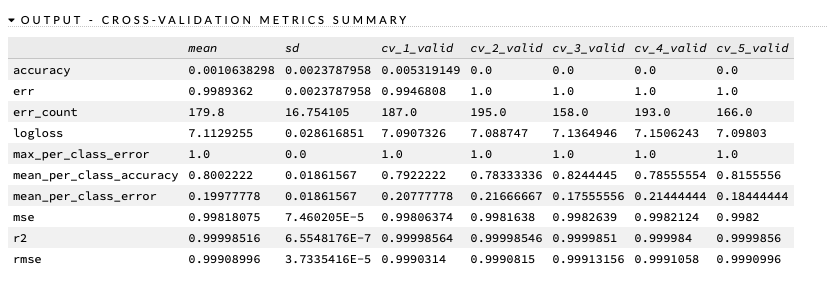 OUTPUT - CROSS-VALIDATION METRICS SUMMARY
mean sd cv_1_valid cv_2_valid cv_3_valid cv_4_valid cv_5_valid
accuracy 0.0010638298 0.0023787958 0.005319149 0.0 0.0 0.0 0.0
err 0.9989362 0.0023787958 0.9946808 1.0 1.0 1.0 1.0
err_count 179.8 16.754105 187.0 195.0 158.0 193.0 166.0
logloss 7.1129255 0.028616851 7.0907326 7.088747 7.1364946 7.1506243 7.09803
max_per_class_error 1.0 0.0 1.0 1.0 1.0 1.0 1.0
mean_per_class_accuracy 0.8002222 0.01861567 0.7922222 0.78333336 0.8244445 0.78555554 0.8155556
mean_per_class_error 0.19977778 0.01861567 0.20777778 0.21666667 0.17555556 0.21444444 0.18444444
mse 0.99818075 7.460205E-5 0.99806374 0.9981638 0.9982639 0.9982124 0.9982
r2 0.99998516 6.5548176E-7 0.99998564 0.99998546 0.9999851 0.999984 0.9999856
rmse 0.99908996 3.7335416E-5 0.9990314 0.9990815 0.99913156 0.9991058 0.9990996